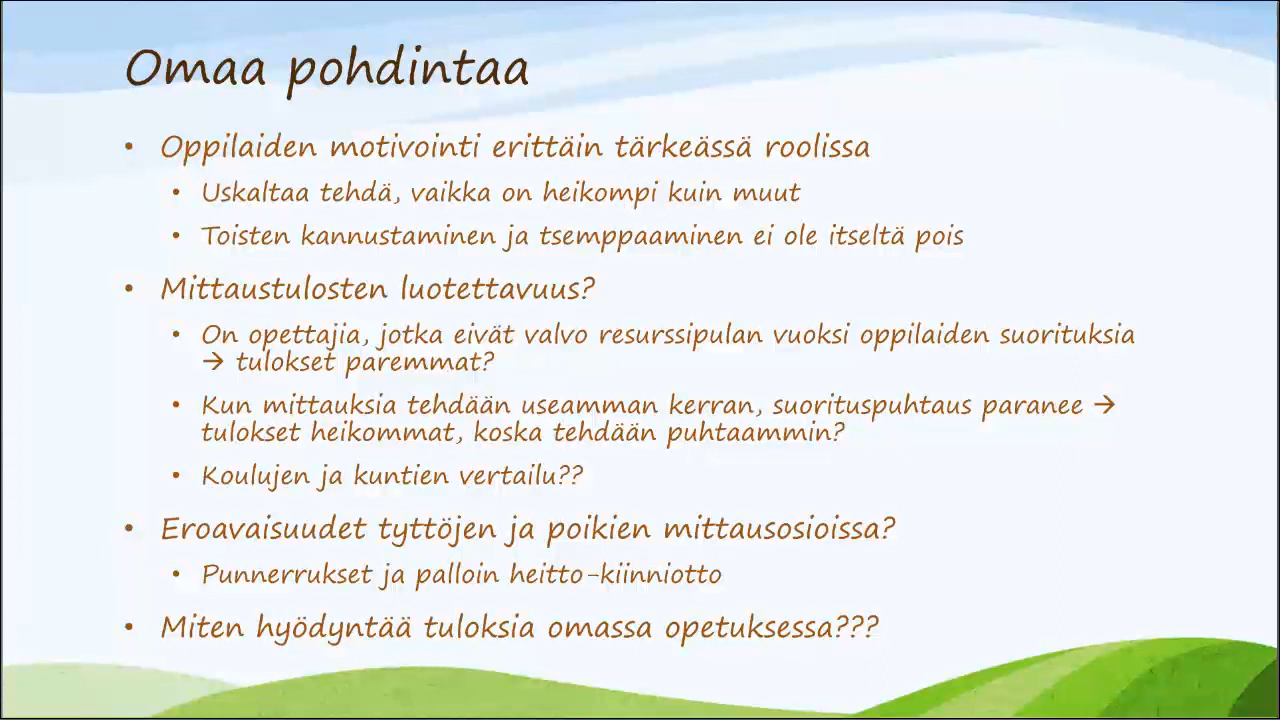 Omaa pohdintaa
• Oppilaiden motivointi erittäin tärkeässä roolissa
• Uskaltaa tehdä, vaikka on heikompi kuin muut
• Toisten kannustaminen ja tsemppaaminen ei ole itseltä pois
• Mittaustulosten luotettavuus?
• On opettajia, jotka eivät valvo resurssipulan vuoksi oppilaiden suorituksia
→ tulokset paremmat?
• Kun mittauksia tehdään useamman kerran, suorituspuhtaus paranee →
tulokset heikommat, koska tehdään puhtaammin?
• Koulujen ja kuntien vertailu??
• Eroavaisuudet tyttöjen ja poikien mittausosioissa?
• Punnerrukset ja palloin heitto-kiinniotto
• Miten hyödyntää tuloksia omassa opetuksessa???